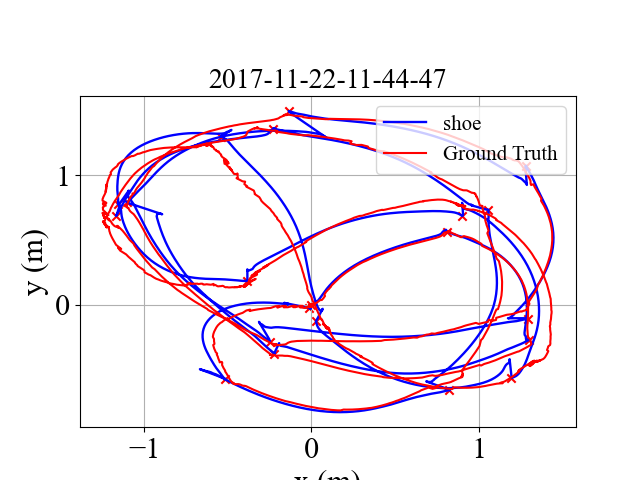 2017-11-22-11-44-47
shoe
Ground Truth
y (m)
1
0
−1
0
1
x (m)